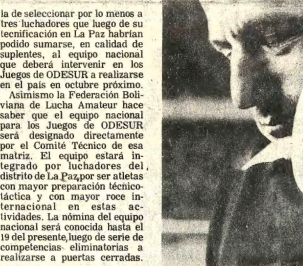 ia de seleccionar por lo menos a
tres luchadores que luego de su
tecnificación en La Paz habrían
podido sumarse, en calidad de
suplentes, al equipo nacional
que deberá intervenir en los
Juegos de ODESUR a realizarse
en el país en octubre próximo.
Asimismo la Federación Boli-
viana de Lucha Amateur hace
saber que el equipo nacional
para los Juegos de ODESUR
será designado directamente
por el Comité Técnico de esa
matriz. El equipo estará in-
tegrado por luchadores del
distrito de La Paz, por ser atletas
con mayor preparación técnico-
táctica y con mayor roce in-
ternacional en estas ac-
tividades. La nómina del equipo
nacional será conocida hasta el
19 del presente, luego de serie de
competencias eliminatorias a
realizarse a puertas cerradas.